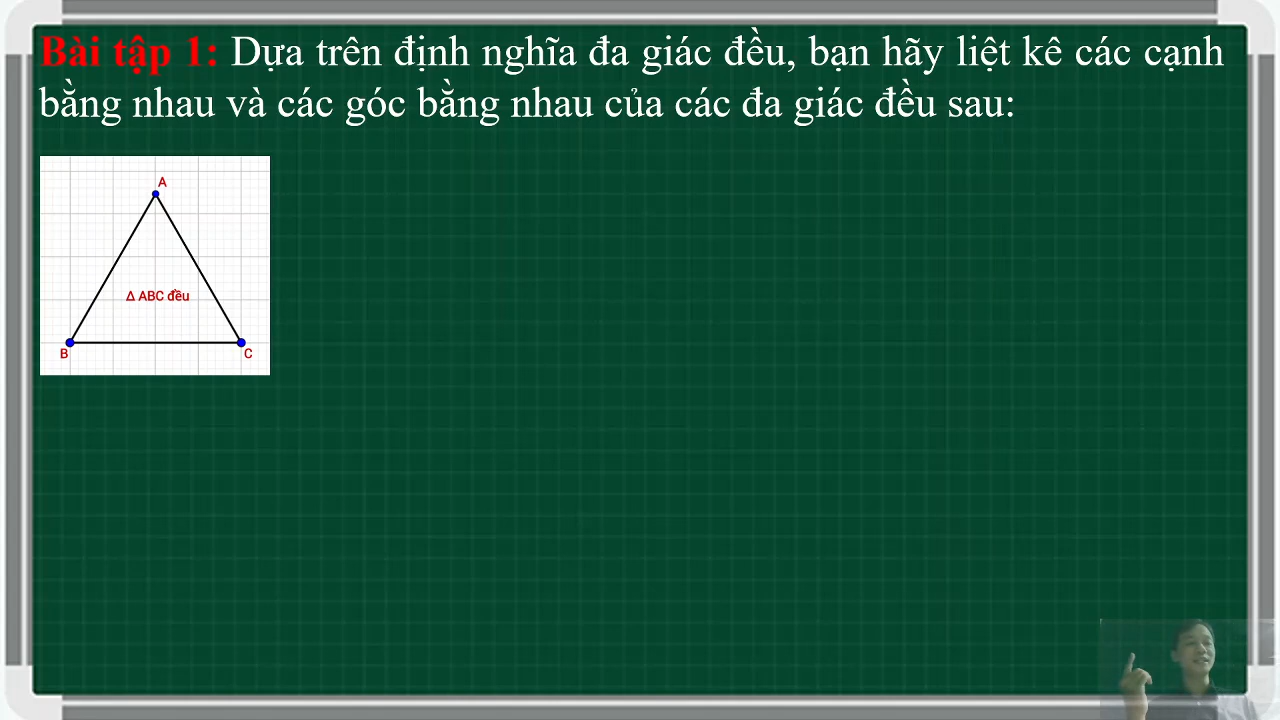 Bài tập 1: Dựa trên định nghĩa đa giác đều, bạn hãy liệt kê các cạnh
bằng nhau và các góc bằng nhau của các đa giác đều sau:
A
Δ ABC đều
B
C